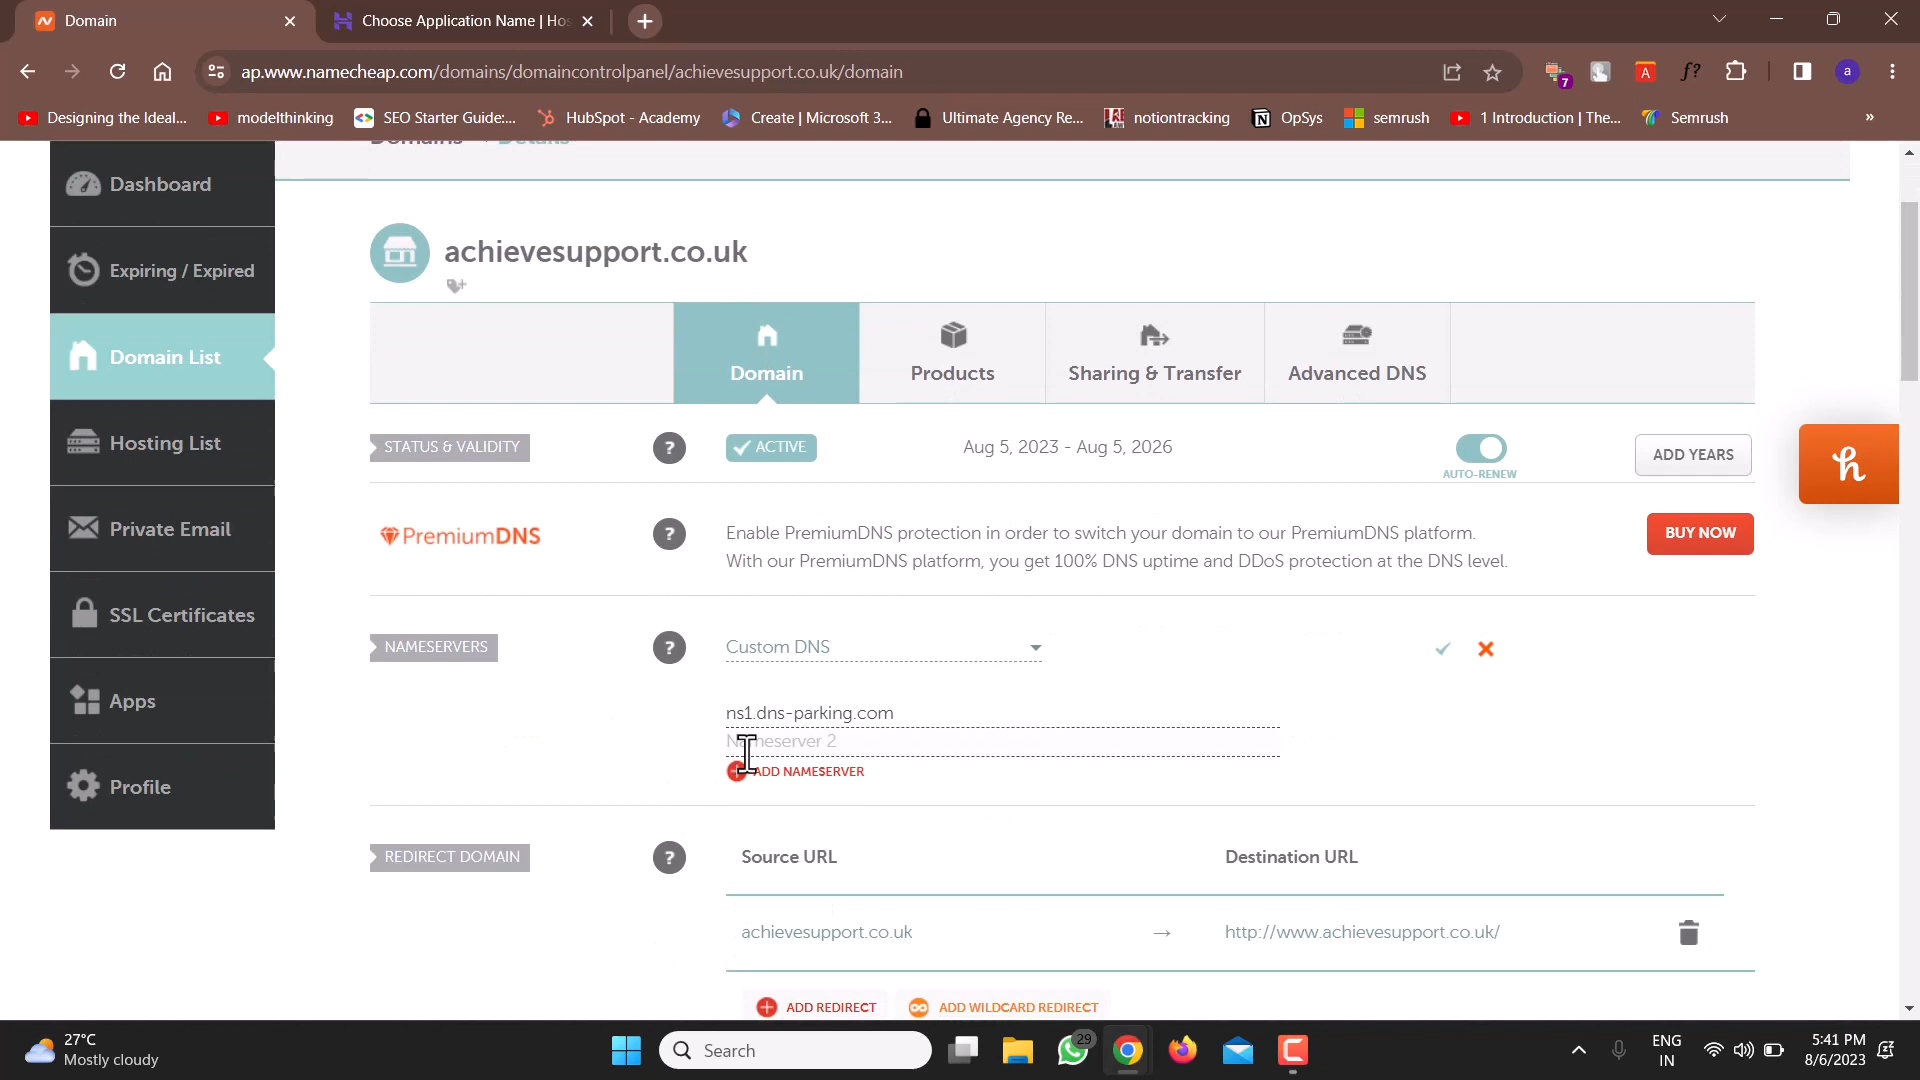 Domain
Choose Application Name | Hos
ap.www.namecheap.com/domains/domaincontrolpanel/achievesupport.co.uk/domain
7
A
f?
a
Designing the Ideal...
modelthinking
SEO Starter Guide:...
HubSpot - Academy
Create | Microsoft 3...
Ultimate Agency Re...
notiontracking
OpSys
semrush
1 Introduction | The...
Semrush
»
Domains → Details
Dashboard
Expiring / Expired
Domain List
Hosting List
Private Email
SSL Certificates
Apps
Profile
achievesupport.co.uk
Domain
Products
Sharing & Transfer
Advanced DNS
STATUS & VALIDITY
?
ACTIVE
Aug 5, 2023 - Aug 5, 2026
AUTO-RENEW
ADD YEARS
PremiumDNS
?
Enable PremiumDNS protection in order to switch your domain to our PremiumDNS platform.
With our PremiumDNS platform, you get 100% DNS uptime and DDoS protection at the DNS level.
BUY NOW
NAMESERVERS
?
Custom DNS
ns1.dns-parking.com
Nameserver 2
ADD NAMESERVER
REDIRECT DOMAIN
?
Source URL
Destination URL
achievesupport.co.uk
→
http://www.achievesupport.co.uk/
ADD REDIRECT
ADD WILDCARD REDIRECT
h
27°C
Mostly cloudy
Search
29
ENG
IN
5:41 PM
8/6/2023